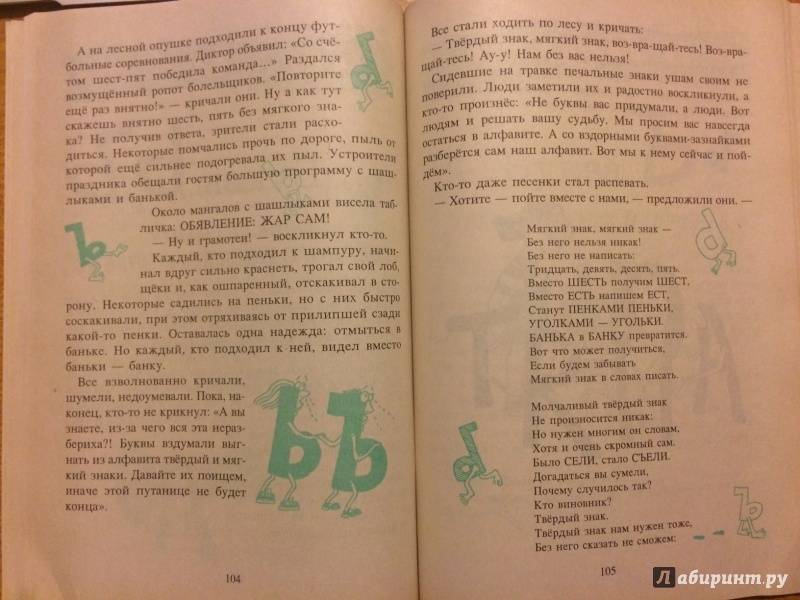 А на лесной опушке подходили к концу фут-
больные соревнования. Диктор объявил: «Со счё-
том шест-пят победила команда...» Раздался
возмущённый ропот болельщиков. «Повторите
ещё раз внятно!» — кричали они. Ну а как тут
скажешь внятно шесть, пять без мягкого зна-
ка? Не получив ответа, зрители стали расхо-
диться. Некоторые помчались прочь по дороге, пыль от
которой ещё сильнее подогревала их пыл. Устроители
праздника обещали гостям большую программу с шаш-
лыками и банькой.
Около мангалов с шашлыками висела таб-
личка: ОБЯВЛЕНИЕ: ЖАР САМ!
— Ну и грамотеи! — воскликнул кто-то.
Каждый, кто подходил к шампуру, начи-
нал вдруг сильно краснеть, трогал свой лоб,
щёки и, как ошпаренный, отскакивал в сто-
рону. Некоторые садились на пеньки, но с них быстро
соскакивали, при этом отряхиваясь от прилипшей сзади
какой-то пенки. Оставалась одна надежда: отмыться в
баньке. Но каждый, кто подходил к ней, видел вместо
баньки — банку.
Все взволнованно кричали,
шумели, недоумевали. Пока, на-
конец, кто-то не крикнул: «А вы
знаете, из-за чего вся эта нераз-
бериха?! Буквы вздумали выг-
нать из алфавита твёрдый и мяг-
кий знаки. Давайте их поищем,
иначе этой путанице не будет
конца».
ЬЪ
104
Все стали ходить по лесу и кричать:
— Твёрдый знак, мягкий знак, воз-вра-щай-тесь! Воз-вра-
щай-тесь! Ау-у! Нам без вас нельзя!
Сидевшие на травке печальные знаки ушам своим не
поверили. Люди заметили их и радостно воскликнули, а
кто-то произнёс: «Не буквы вас придумали, а люди. Вот
людям и решать вашу судьбу. Мы просим вас навсегда
остаться в алфавите. А со вздорными буквами-зазнайками
разберётся сам наш алфавит. Вот мы к нему сейчас и пой-
дём».
Кто-то даже песенки стал распевать.
— Хотите — пойте вместе с нами, — предложили они. —
Мягкий знак, мягкий знак —
Без него нельзя никак!
Без него не написать:
Тридцать, девять, десять, пять.
Вместо ШЕСТЬ получим ШЕСТ,
Вместо ЕСТЬ напишем ЕСТ,
Станут ПЕНКАМИ ПЕНЬКИ,
УГОЛКАМИ — УГОЛЬКИ.
БАНЬКА в БАНКУ превратится.
Вот что может получиться,
Если будем забывать
Мягкий знак в словах писать.
Молчаливый твёрдый знак
Не произносится никак:
Но нужен многим он словам,
Хотя и очень скромный сам.
Было СЕЛИ, стало СЪЕЛИ.
Догадаться вы сумели,
Почему случилось так?
Кто виновник?
Твёрдый знак.
Твёрдый знак нам нужен тоже,
Без него сказать не сможем:
105
Лабиринт.ру